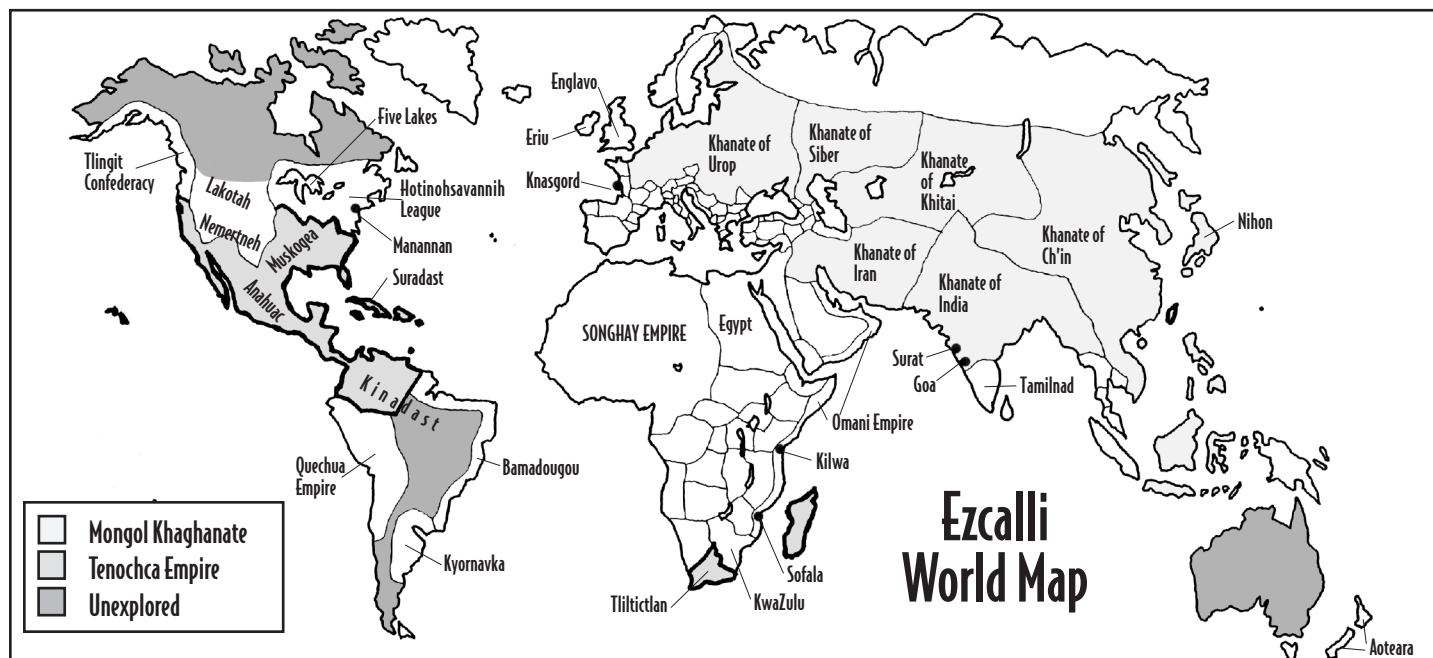 Englavo
Five Lakes
Eriu
Khanate of
Urop
Khanate of
Siber
Khanate
of
Khitai
Tlingit
Confederacy
Lakotah
Hotinohsavannih
League
Knasgord
Nemertneh
Muskogea
Manannan
Nihon
Khanate of
Ch'in
Khanate of
Iran
Suradast
Anahuac
Khanate of
India
SONGHAY EMPIRE
Egypt
Surat
Goa
Tamilnad
Kinadast
Omani Empire
Kilwa
Quechua
Empire
Bamadougou
Mongol Khaghanate
Tenochca Empire
Unexplored
Kyornavka
Tliltictlan
KwaZulu
Sofala
Ezcalli
World Map
Aoteara